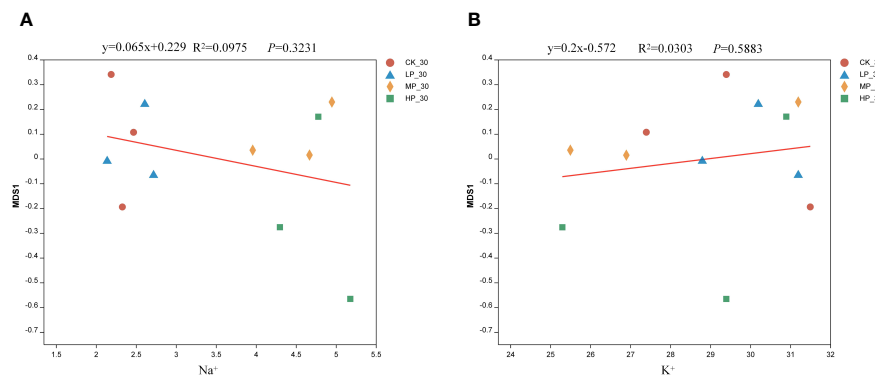 A
y=0.065x+0.229 R²=0.0975 P=0.3231
0.4
0.3
0.2
0.1
0
-0.1
-0.2
-0.3
-0.4
-0.5
-0.6
-0.7
MDS1
1.5 2 2.5 3 3.5 4 4.5 5 5.5
Na⁺
CK_30
LP_30
MP_30
HP_30
B
y=0.2x-0.572 R²=0.0303 P=0.5883
0.4
0.3
0.2
0.1
0
-0.1
-0.2
-0.3
-0.4
-0.5
-0.6
-0.7
MDS1
24 25 26 27 28 29 30 31 32
K⁺
CK_
LP_
MP_
HP_